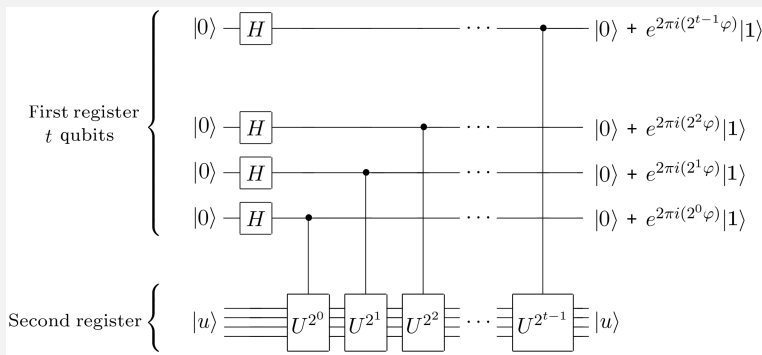 |0⟩ H ··· |0⟩ + e^{2πi(2^{t−1}φ)}|1⟩
First register
t qubits
|0⟩ H ··· |0⟩ + e^{2πi(2^2φ)}|1⟩
|0⟩ H ··· |0⟩ + e^{2πi(2^1φ)}|1⟩
|0⟩ H ··· |0⟩ + e^{2πi(2^0φ)}|1⟩
Second register |u⟩ U^{2^0} U^{2^1} U^{2^2} ··· U^{2^{t−1}} |u⟩